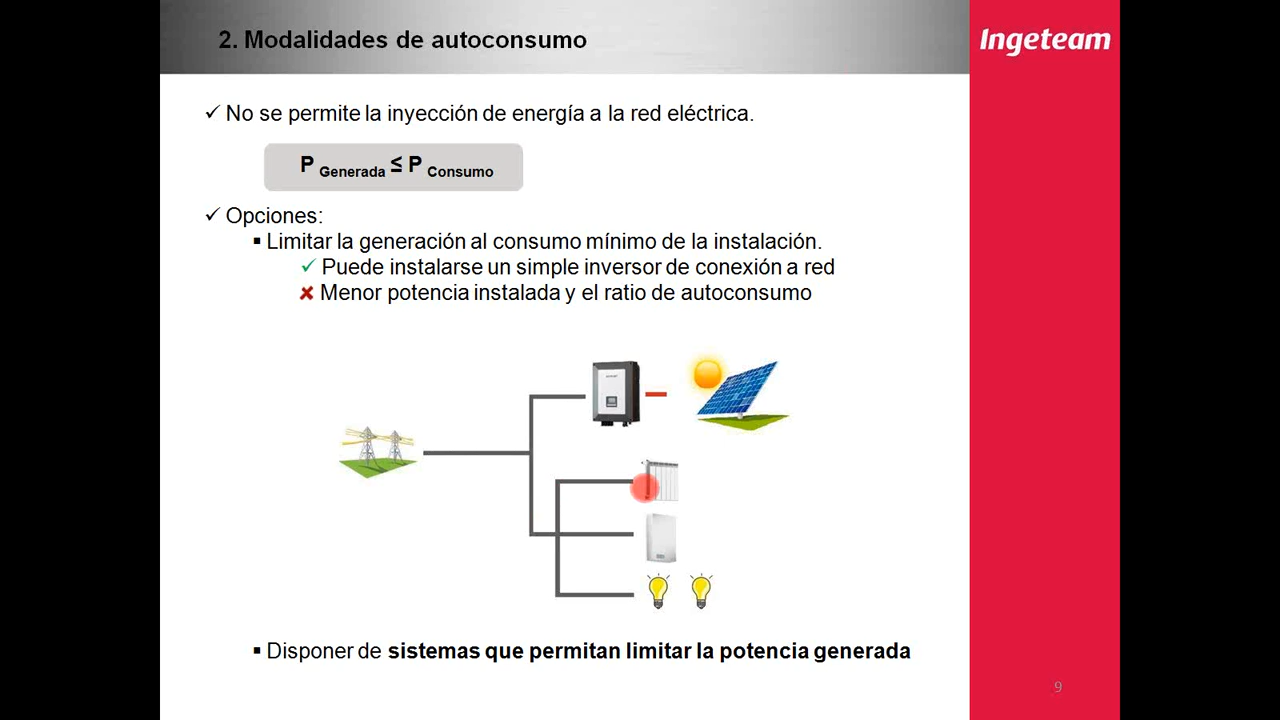 2. Modalidades de autoconsumo
Ingeteam
✓ No se permite la inyección de energía a la red eléctrica.
P Generada ≤ P Consumo
✓ Opciones:
▪ Limitar la generación al consumo mínimo de la instalación.
✓ Puede instalarse un simple inversor de conexión a red
✘ Menor potencia instalada y el ratio de autoconsumo
▪ Disponer de sistemas que permitan limitar la potencia generada
9